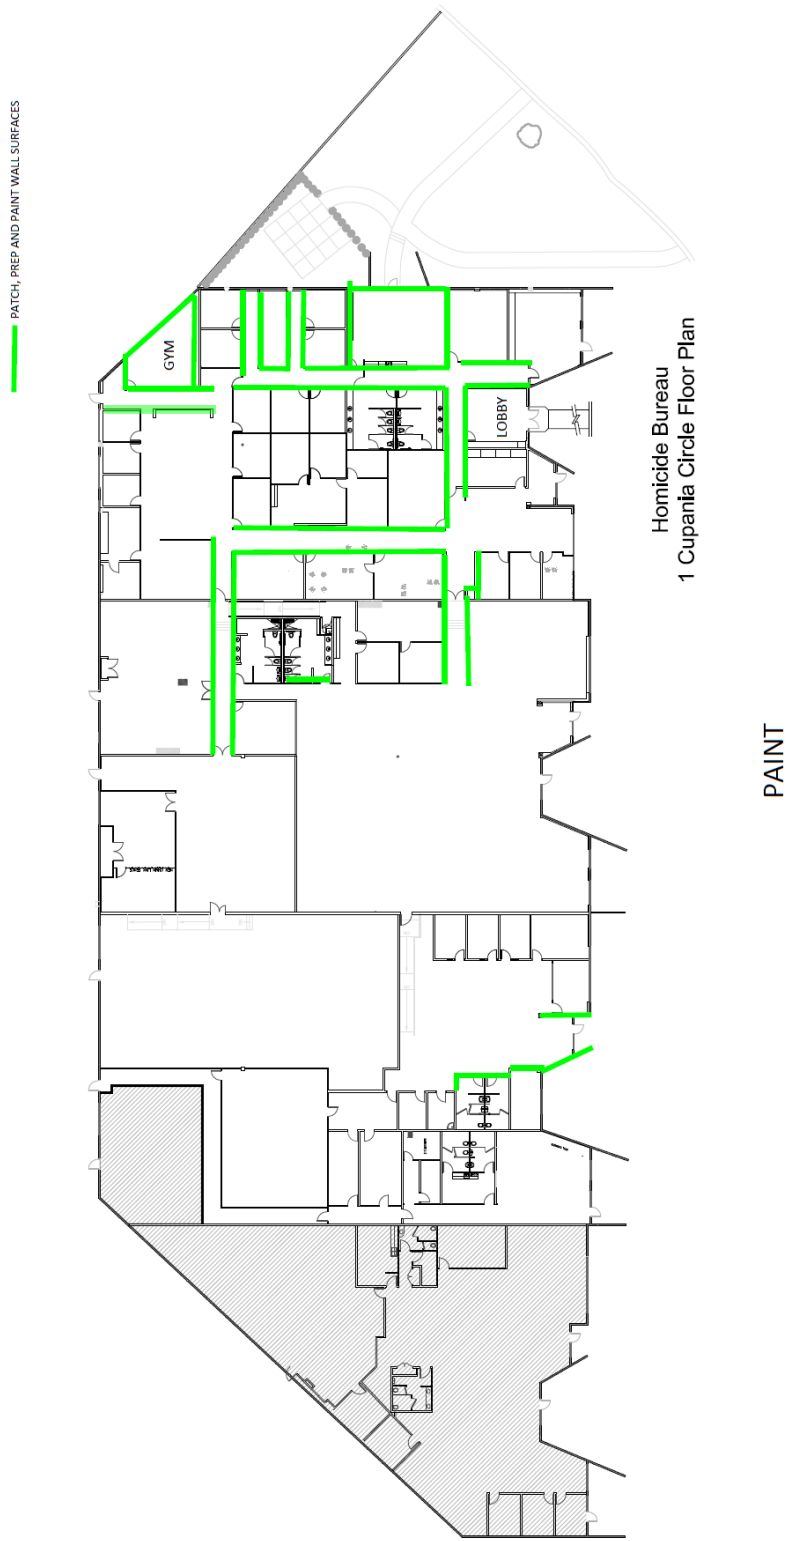 PATCH, PREP AND PAINT WALL SURFACES
GYM
LOBBY
Homicide Bureau
1 Cupania Circle Floor Plan
PAINT